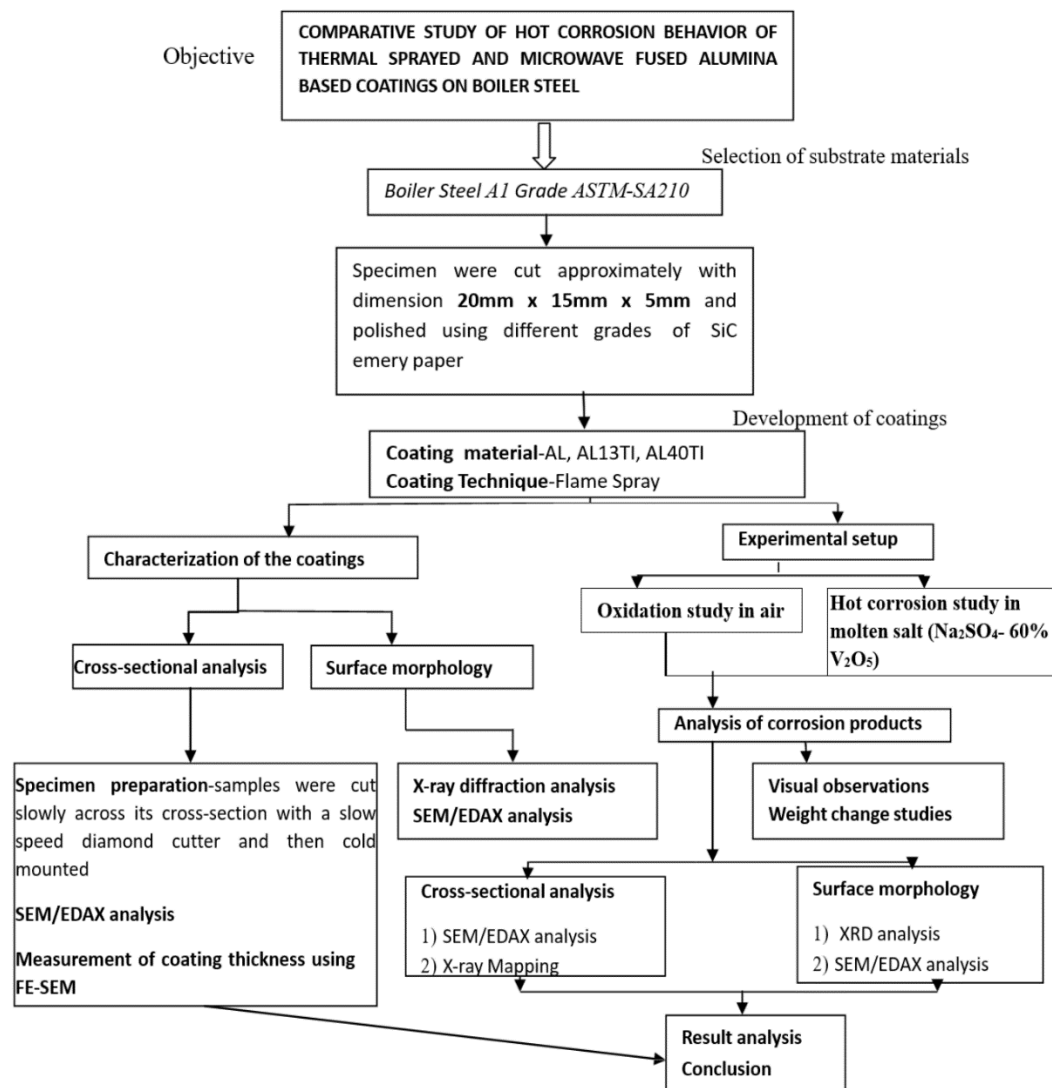 Objective
COMPARATIVE STUDY OF HOT CORROSION BEHAVIOR OF
THERMAL SPRAYED AND MICROWAVE FUSED ALUMINA
BASED COATINGS ON BOILER STEEL
Selection of substrate materials
Boiler Steel A1 Grade ASTM-SA210
Specimen were cut approximately with
dimension 20mm x 15mm x 5mm and
polished using different grades of SiC
emery paper
Development of coatings
Coating material-AL, AL13TI, AL40TI
Coating Technique-Flame Spray
Characterization of the coatings
Experimental setup
Oxidation study in air
Hot corrosion study in
molten salt (Na₂SO₄- 60%
V₂O₅)
Cross-sectional analysis
Surface morphology
Analysis of corrosion products
Specimen preparation-samples were cut
slowly across its cross-section with a slow
speed diamond cutter and then cold
mounted
SEM/EDAX analysis
Measurement of coating thickness using
FE-SEM
X-ray diffraction analysis
SEM/EDAX analysis
Visual observations
Weight change studies
Cross-sectional analysis
1) SEM/EDAX analysis
2) X-ray Mapping
Surface morphology
1) XRD analysis
2) SEM/EDAX analysis
Result analysis
Conclusion